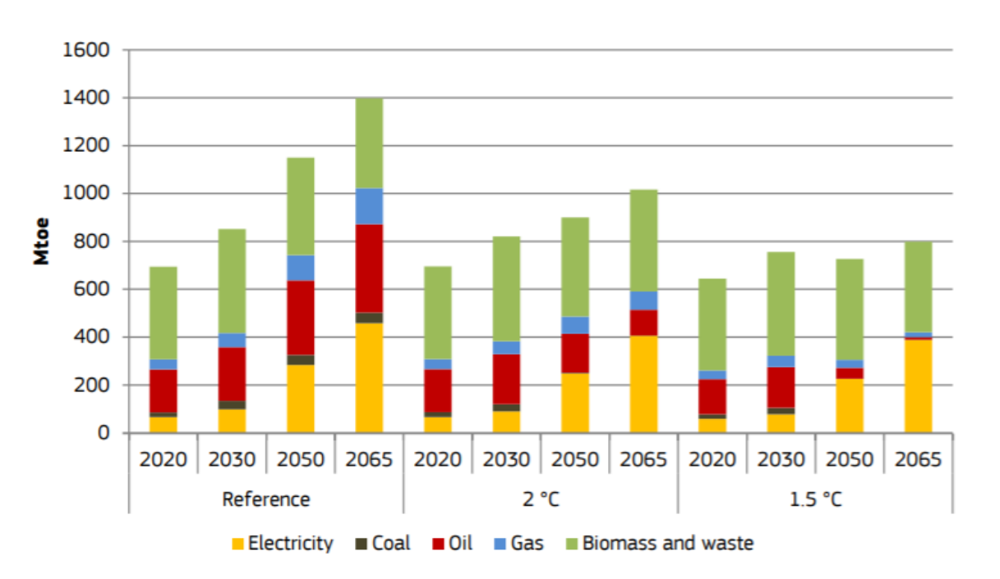 1600
1400
1200
1000
800
600
400
200
0
Mtoe
2020 2030 2050 2065 2020 2030 2050 2065 2020 2030 2050 2065
Reference 2 °C 1.5 °C
Electricity Coal Oil Gas Biomass and waste